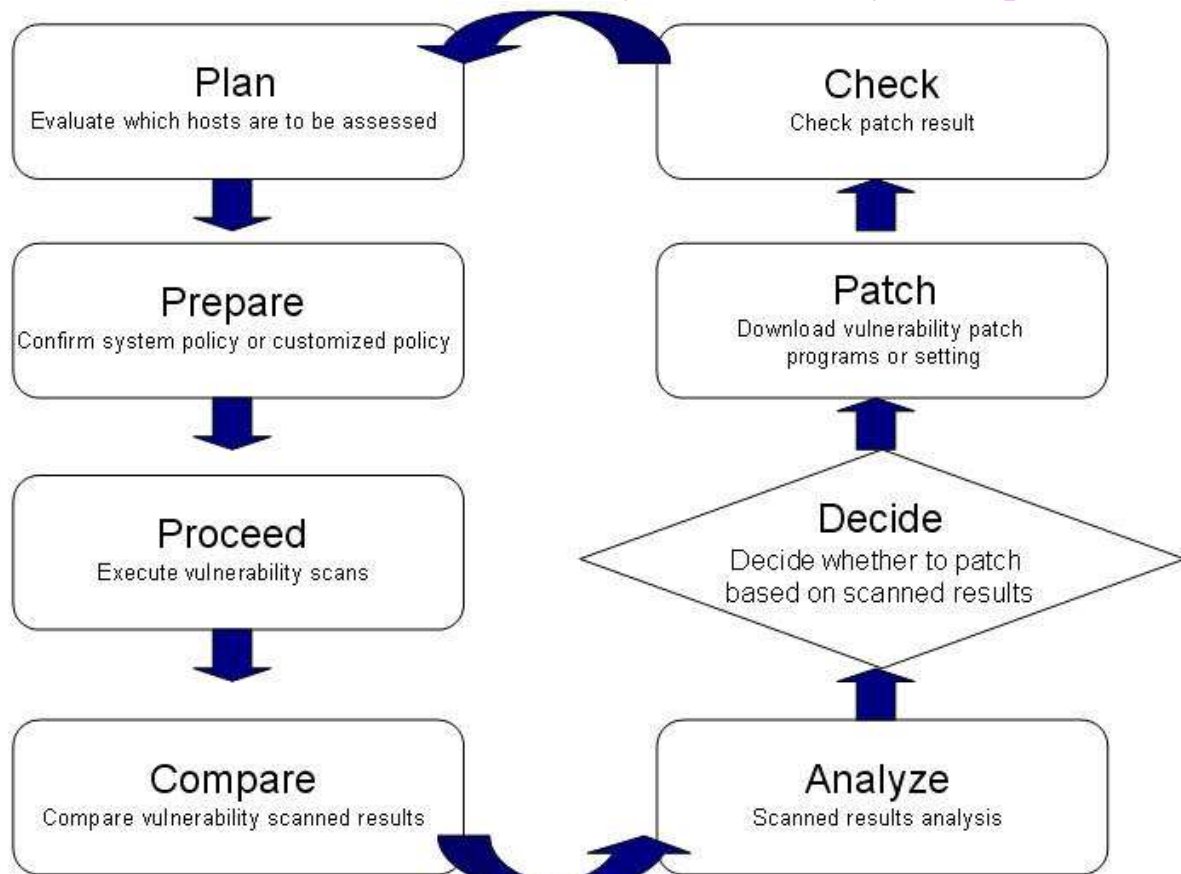 Plan
Evaluate which hosts are to be assessed
Prepare
Confirm system policy or customized policy
Proceed
Execute vulnerability scans
Compare
Compare vulnerability scanned results
Analyze
Scanned results analysis
Decide
Decide whether to patch
based on scanned results
Patch
Download vulnerability patch
programs or setting
Check
Check patch result